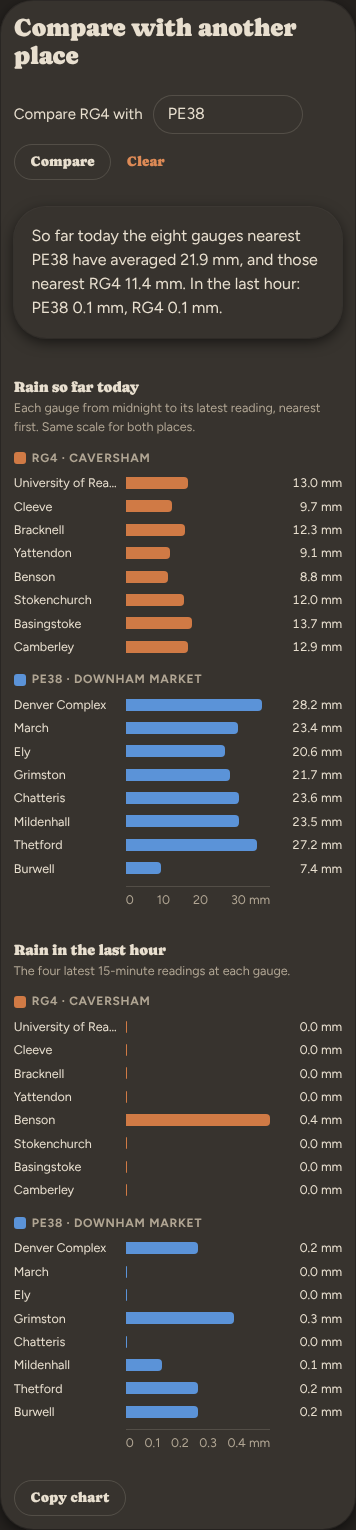 Compare with another
place
Compare RG4 with PE38
Compare Clear
So far today the eight gauges nearest
PE38 have averaged 21.9 mm, and those
nearest RG4 11.4 mm. In the last hour:
PE38 0.1 mm, RG4 0.1 mm.
Rain so far today
Each gauge from midnight to its latest reading, nearest
first. Same scale for both places.
RG4 · CAVERSHAM
University of Rea... 13.0 mm
Cleeve 9.7 mm
Bracknell 12.3 mm
Yattendon 9.1 mm
Benson 8.8 mm
Stokenchurch 12.0 mm
Basingstoke 13.7 mm
Camberley 12.9 mm
PE38 · DOWNHAM MARKET
Denver Complex 28.2 mm
March 23.4 mm
Ely 20.6 mm
Grimston 21.7 mm
Chatteris 23.6 mm
Mildenhall 23.5 mm
Thetford 27.2 mm
Burwell 7.4 mm
0 10 20 30 mm
Rain in the last hour
The four latest 15-minute readings at each gauge.
RG4 · CAVERSHAM
University of Rea... 0.0 mm
Cleeve 0.0 mm
Bracknell 0.0 mm
Yattendon 0.0 mm
Benson 0.4 mm
Stokenchurch 0.0 mm
Basingstoke 0.0 mm
Camberley 0.0 mm
PE38 · DOWNHAM MARKET
Denver Complex 0.2 mm
March 0.0 mm
Ely 0.0 mm
Grimston 0.3 mm
Chatteris 0.0 mm
Mildenhall 0.1 mm
Thetford 0.2 mm
Burwell 0.2 mm
0 0.1 0.2 0.3 0.4 mm
Copy chart